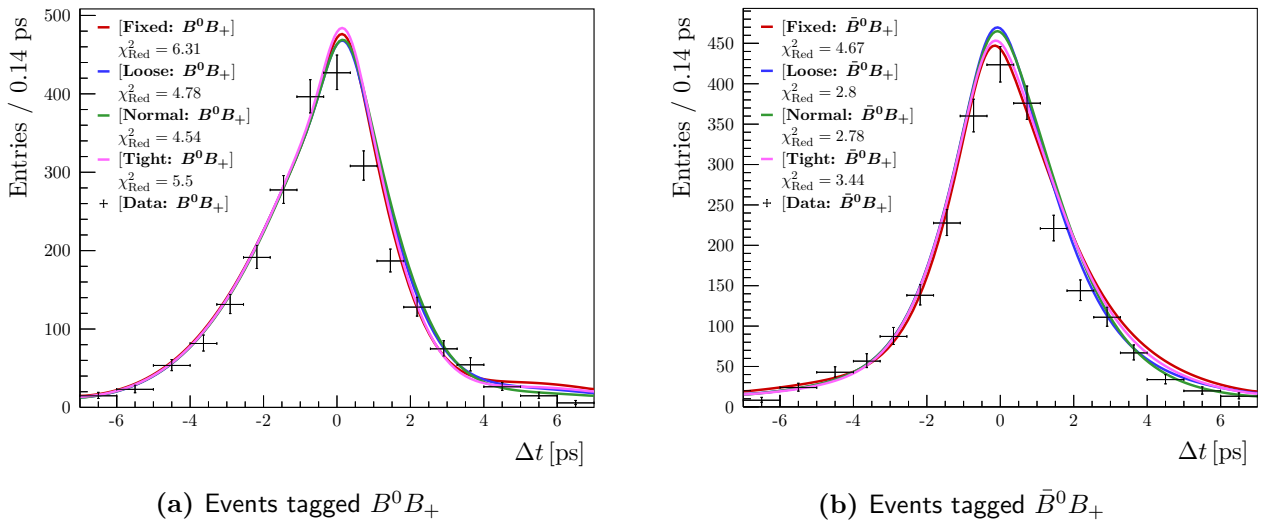 Entries / 0.14 ps
500
400
300
200
100
0
[Fixed: B⁰B₊]
χ²Red = 6.31
[Loose: B⁰B₊]
χ²Red = 4.78
[Normal: B⁰B₊]
χ²Red = 4.54
[Tight: B⁰B₊]
χ²Red = 5.5
[Data: B⁰B₊]
-6 -4 -2 0 2 4 6
Δt [ps]
(a) Events tagged B⁰B₊
Entries / 0.14 ps
450
400
350
300
250
200
150
100
50
0
[Fixed: B̄⁰B₊]
χ²Red = 4.67
[Loose: B̄⁰B₊]
χ²Red = 2.8
[Normal: B̄⁰B₊]
χ²Red = 2.78
[Tight: B̄⁰B₊]
χ²Red = 3.44
[Data: B̄⁰B₊]
-6 -4 -2 0 2 4 6
Δt [ps]
(b) Events tagged B̄⁰B₊